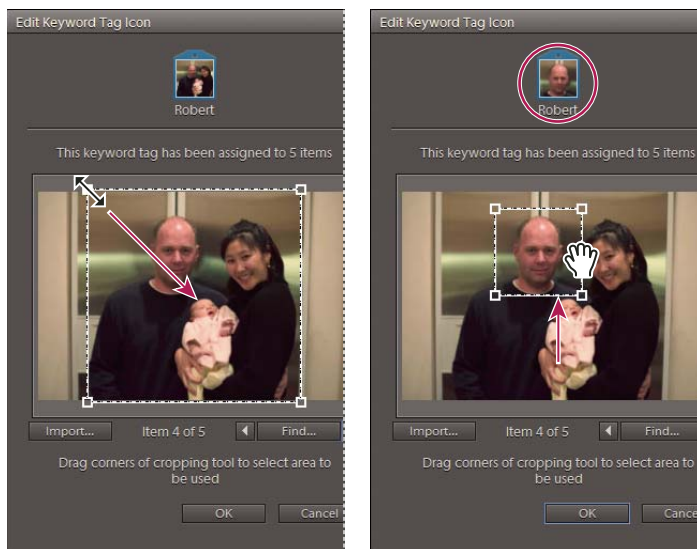 Edit Keyword Tag Icon
Robert
This keyword tag has been assigned to 5 items
Import...
Item 4 of 5
Find...
Drag corners of cropping tool to select area to
be used
OK
Cancel
Edit Keyword Tag Icon
Robert
This keyword tag has been assigned to 5 items
Import...
Item 4 of 5
Find...
Drag corners of cropping tool to select area to
be used
OK
Cance